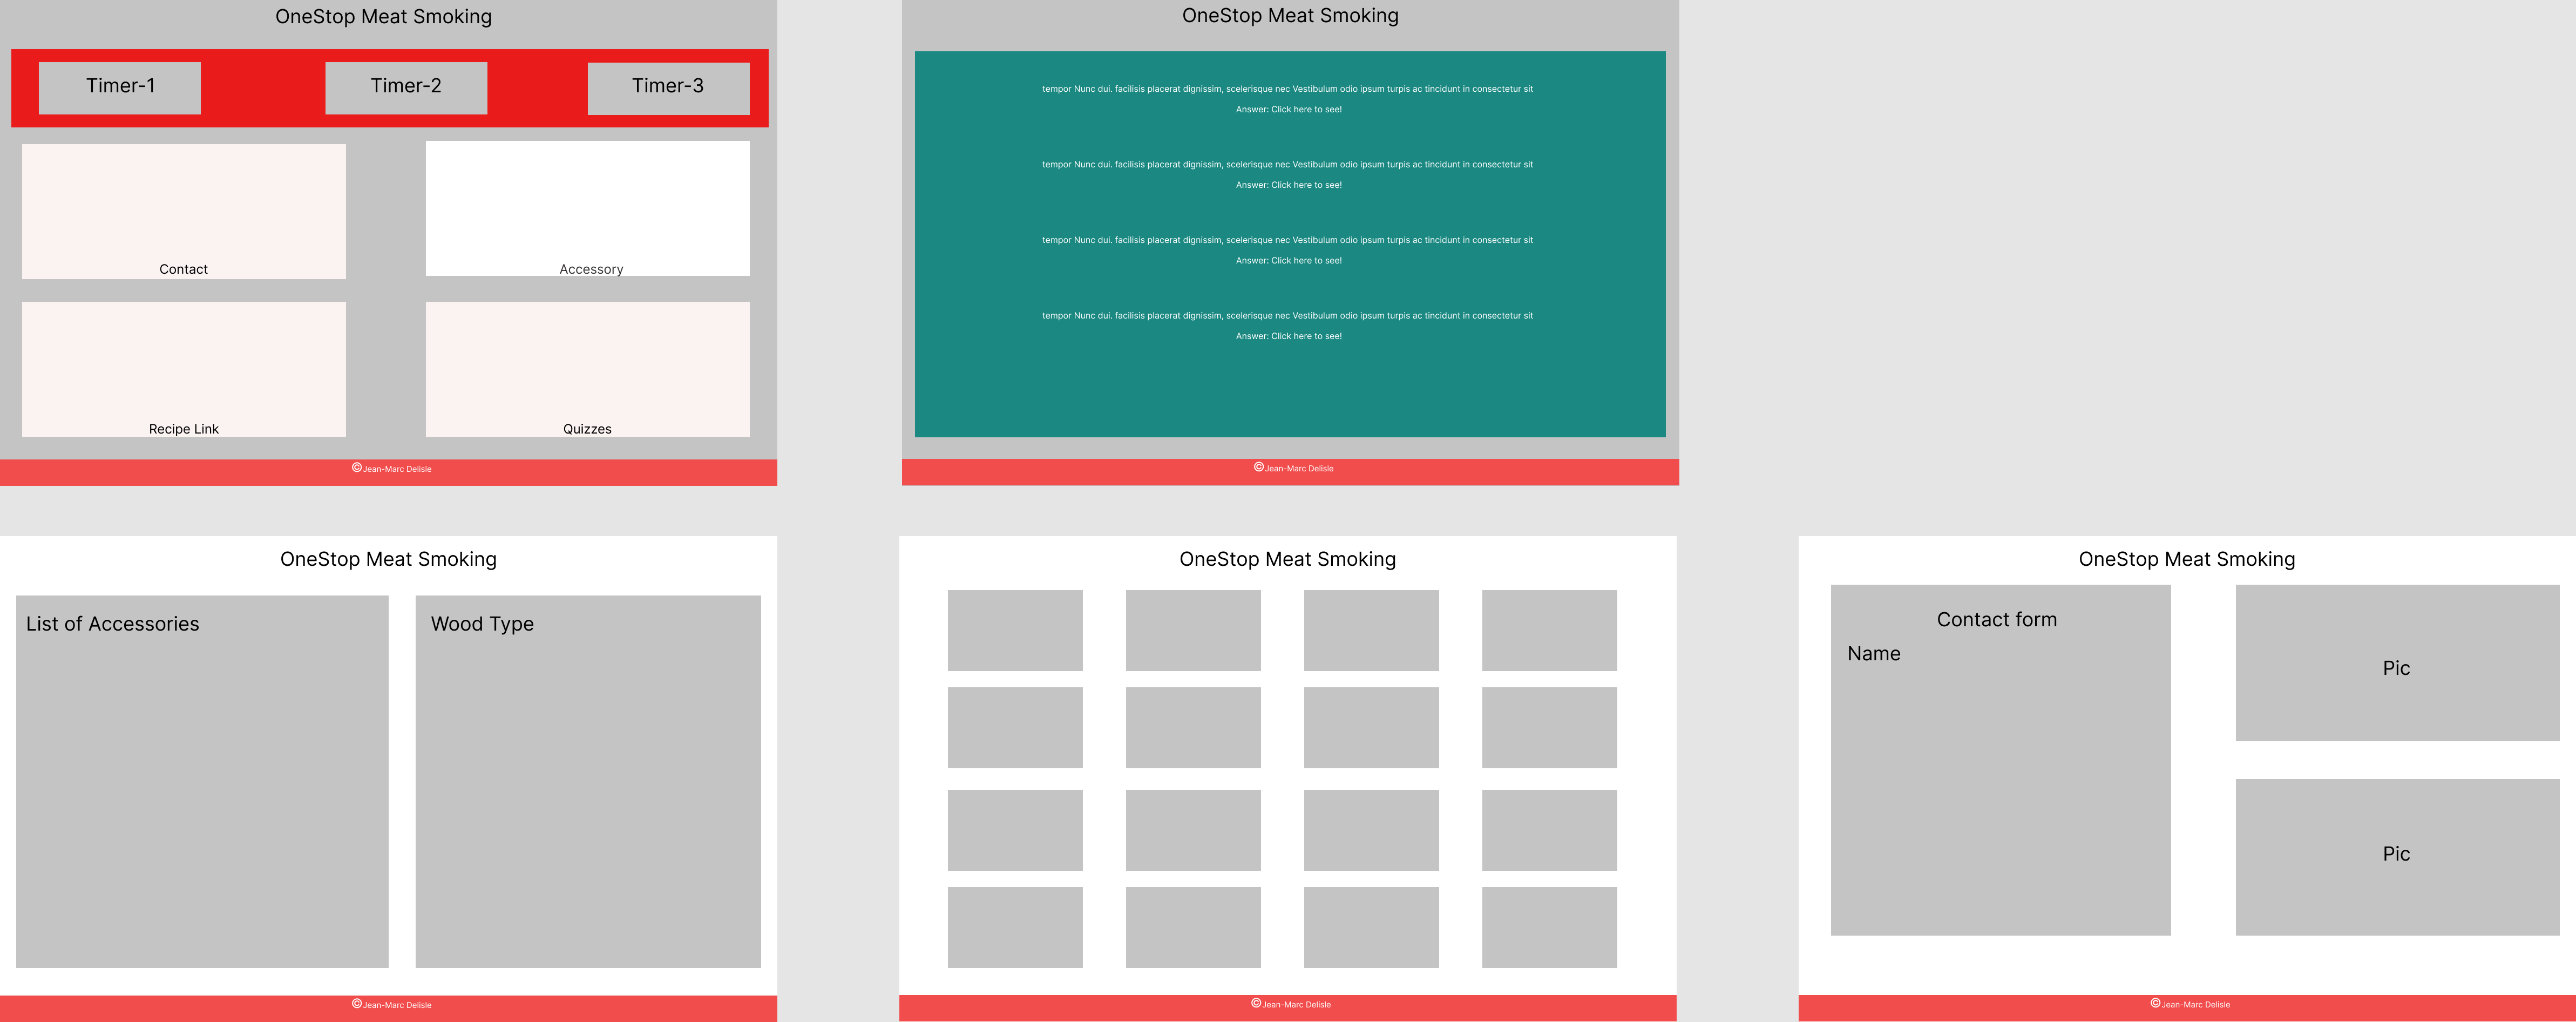 OneStop Meat Smoking
Timer-1
Timer-2
Timer-3
Contact
Accessory
Recipe Link
Quizzes
©Jean-Marc Delisle
OneStop Meat Smoking
tempor Nunc dui. facilisis placerat dignissim, scelerisque nec Vestibulum odio ipsum turpis ac tincidunt in consectetur sit
Answer: Click here to see!
tempor Nunc dui. facilisis placerat dignissim, scelerisque nec Vestibulum odio ipsum turpis ac tincidunt in consectetur sit
Answer: Click here to see!
tempor Nunc dui. facilisis placerat dignissim, scelerisque nec Vestibulum odio ipsum turpis ac tincidunt in consectetur sit
Answer: Click here to see!
tempor Nunc dui. facilisis placerat dignissim, scelerisque nec Vestibulum odio ipsum turpis ac tincidunt in consectetur sit
Answer: Click here to see!
©Jean-Marc Delisle
OneStop Meat Smoking
List of Accessories
Wood Type
©Jean-Marc Delisle
OneStop Meat Smoking
©Jean-Marc Delisle
OneStop Meat Smoking
Contact form
Name
Pic
Pic
©Jean-Marc Delisle